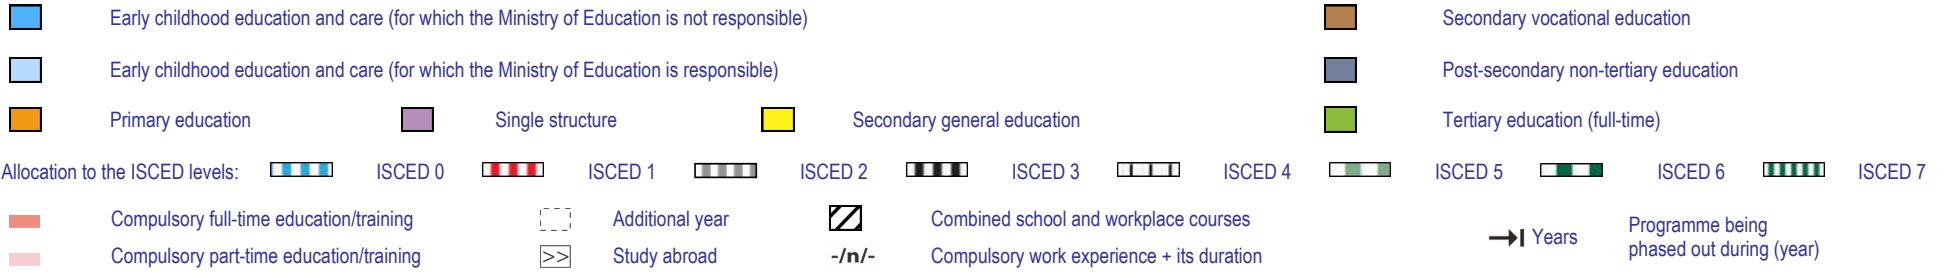 Early childhood education and care (for which the Ministry of Education is not responsible)
Secondary vocational education
Early childhood education and care (for which the Ministry of Education is responsible)
Post-secondary non-tertiary education
Primary education
Single structure
Secondary general education
Tertiary education (full-time)
Allocation to the ISCED levels:
ISCED 0
ISCED 1
ISCED 2
ISCED 3
ISCED 4
ISCED 5
ISCED 6
ISCED 7
Compulsory full-time education/training
Additional year
Combined school and workplace courses
Years
Programme being
phased out during (year)
Compulsory part-time education/training
>>
Study abroad
-/n/-
Compulsory work experience + its duration